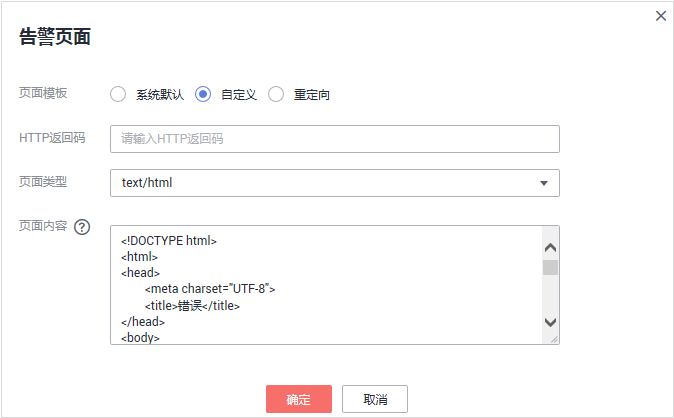 告警页面
页面模板 系统默认 自定义 重定向
HTTP返回码 请输入HTTP返回码
页面类型 text/html
页面内容 ?
<!DOCTYPE html>
<html>
<head>
<meta charset="UTF-8">
<title>错误</title>
</head>
<body>
确定 取消